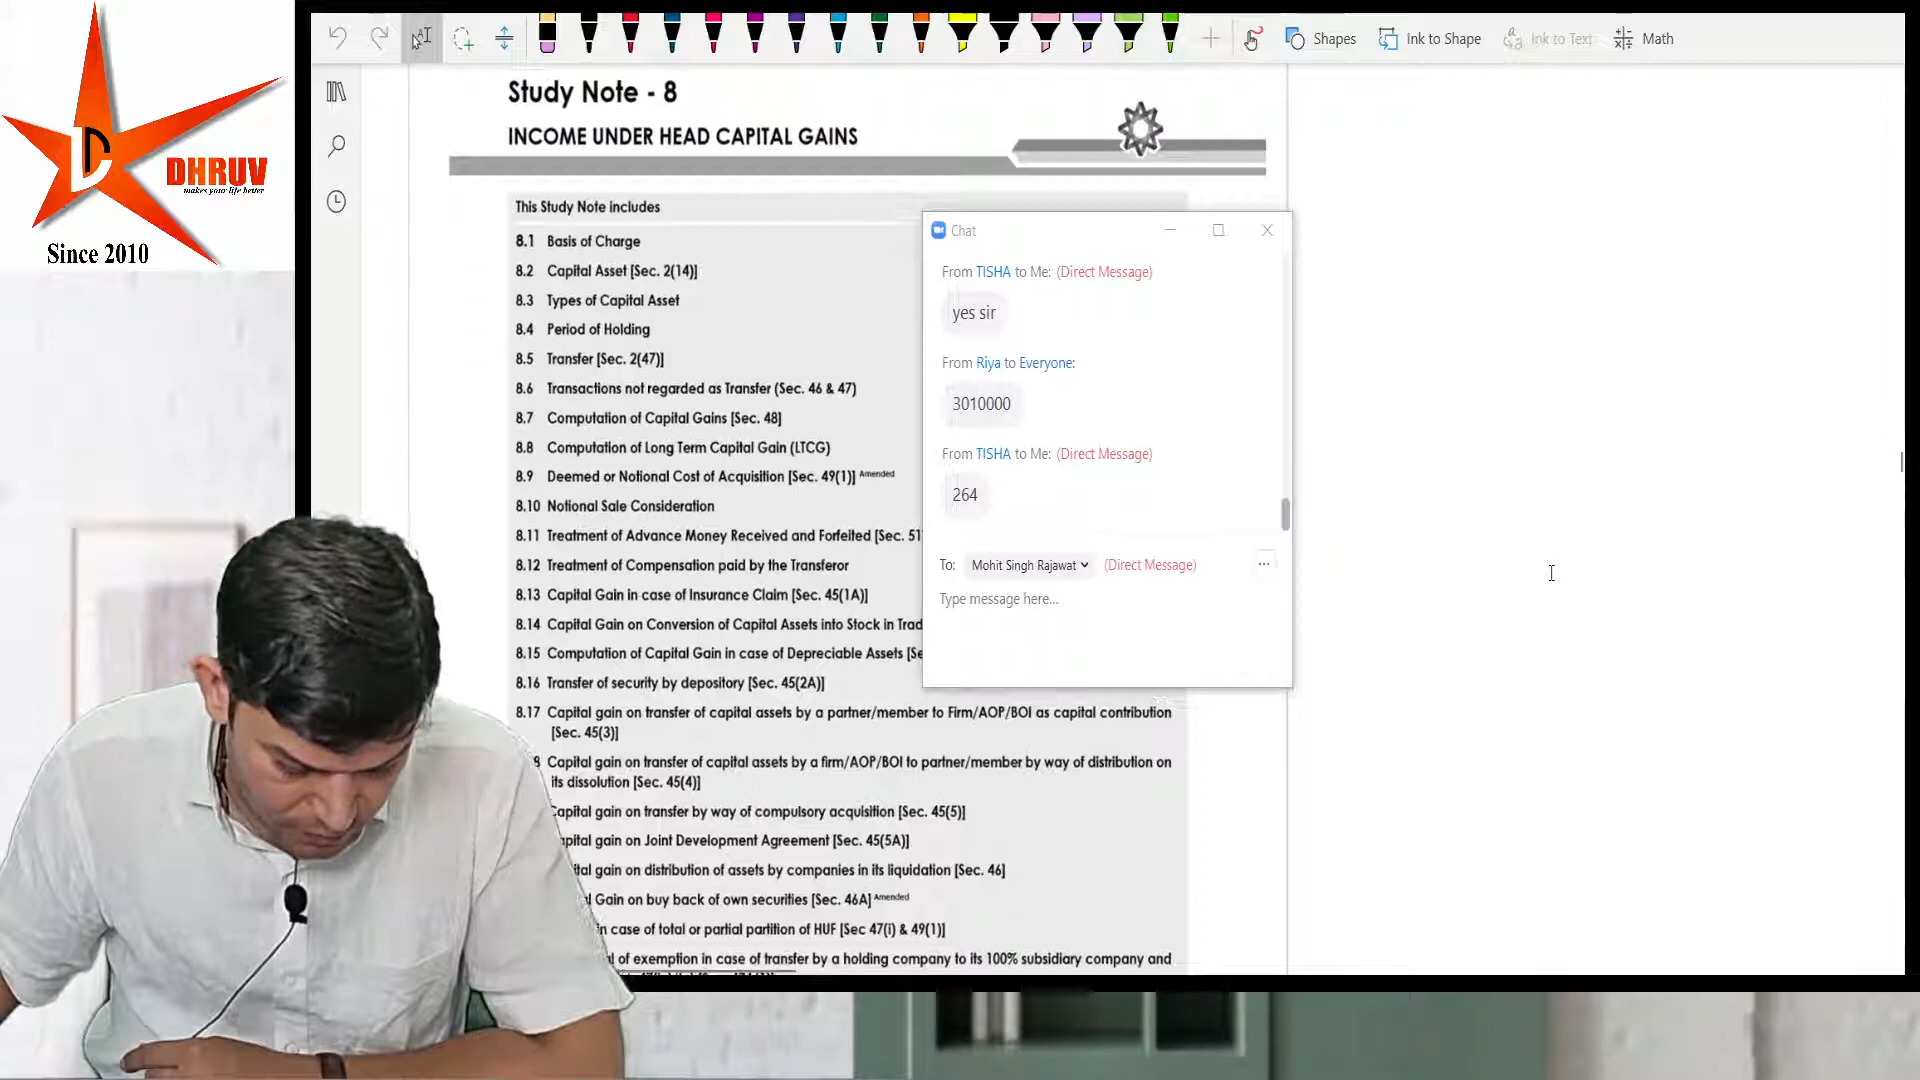 Shapes
Ink to Shape
Ink to Text
Math
DHRUV
makes your life better
Since 2010
Study Note - 8
INCOME UNDER HEAD CAPITAL GAINS
This Study Note includes
8.1 Basis of Charge
8.2 Capital Asset [Sec. 2(14)]
8.3 Types of Capital Asset
8.4 Period of Holding
8.5 Transfer [Sec. 2(47)]
8.6 Transactions not regarded as Transfer (Sec. 46 & 47)
8.7 Computation of Capital Gains [Sec. 48]
8.8 Computation of Long Term Capital Gain (LTCG)
8.9 Deemed or Notional Cost of Acquisition [Sec. 49(1)] Amended
8.10 Notional Sale Consideration
8.11 Treatment of Advance Money Received and Forfeited [Sec. 51
8.12 Treatment of Compensation paid by the Transferor
8.13 Capital Gain in case of Insurance Claim [Sec. 45(1A)]
8.14 Capital Gain on Conversion of Capital Assets into Stock in Trad
8.15 Computation of Capital Gain in case of Depreciable Assets [Se
8.16 Transfer of security by depository [Sec. 45(2A)]
8.17 Capital gain on transfer of capital assets by a partner/member to Firm/AOP/BOI as capital contribution
[Sec. 45(3)]
8 Capital gain on transfer of capital assets by a firm/AOP/BOI to partner/member by way of distribution on
its dissolution [Sec. 45(4)]
Capital gain on transfer by way of compulsory acquisition [Sec. 45(5)]
apital gain on Joint Development Agreement [Sec. 45(5A)]
ital gain on distribution of assets by companies in its liquidation [Sec. 46]
l Gain on buy back of own securities [Sec. 46A] Amended
in case of total or partial partition of HUF [Sec 47(i) & 49(1)]
al of exemption in case of transfer by a holding company to its 100% subsidiary company and
Chat
From TISHA to Me: (Direct Message)
yes sir
From Riya to Everyone:
3010000
From TISHA to Me: (Direct Message)
264
To: Mohit Singh Rajawat (Direct Message)
Type message here...